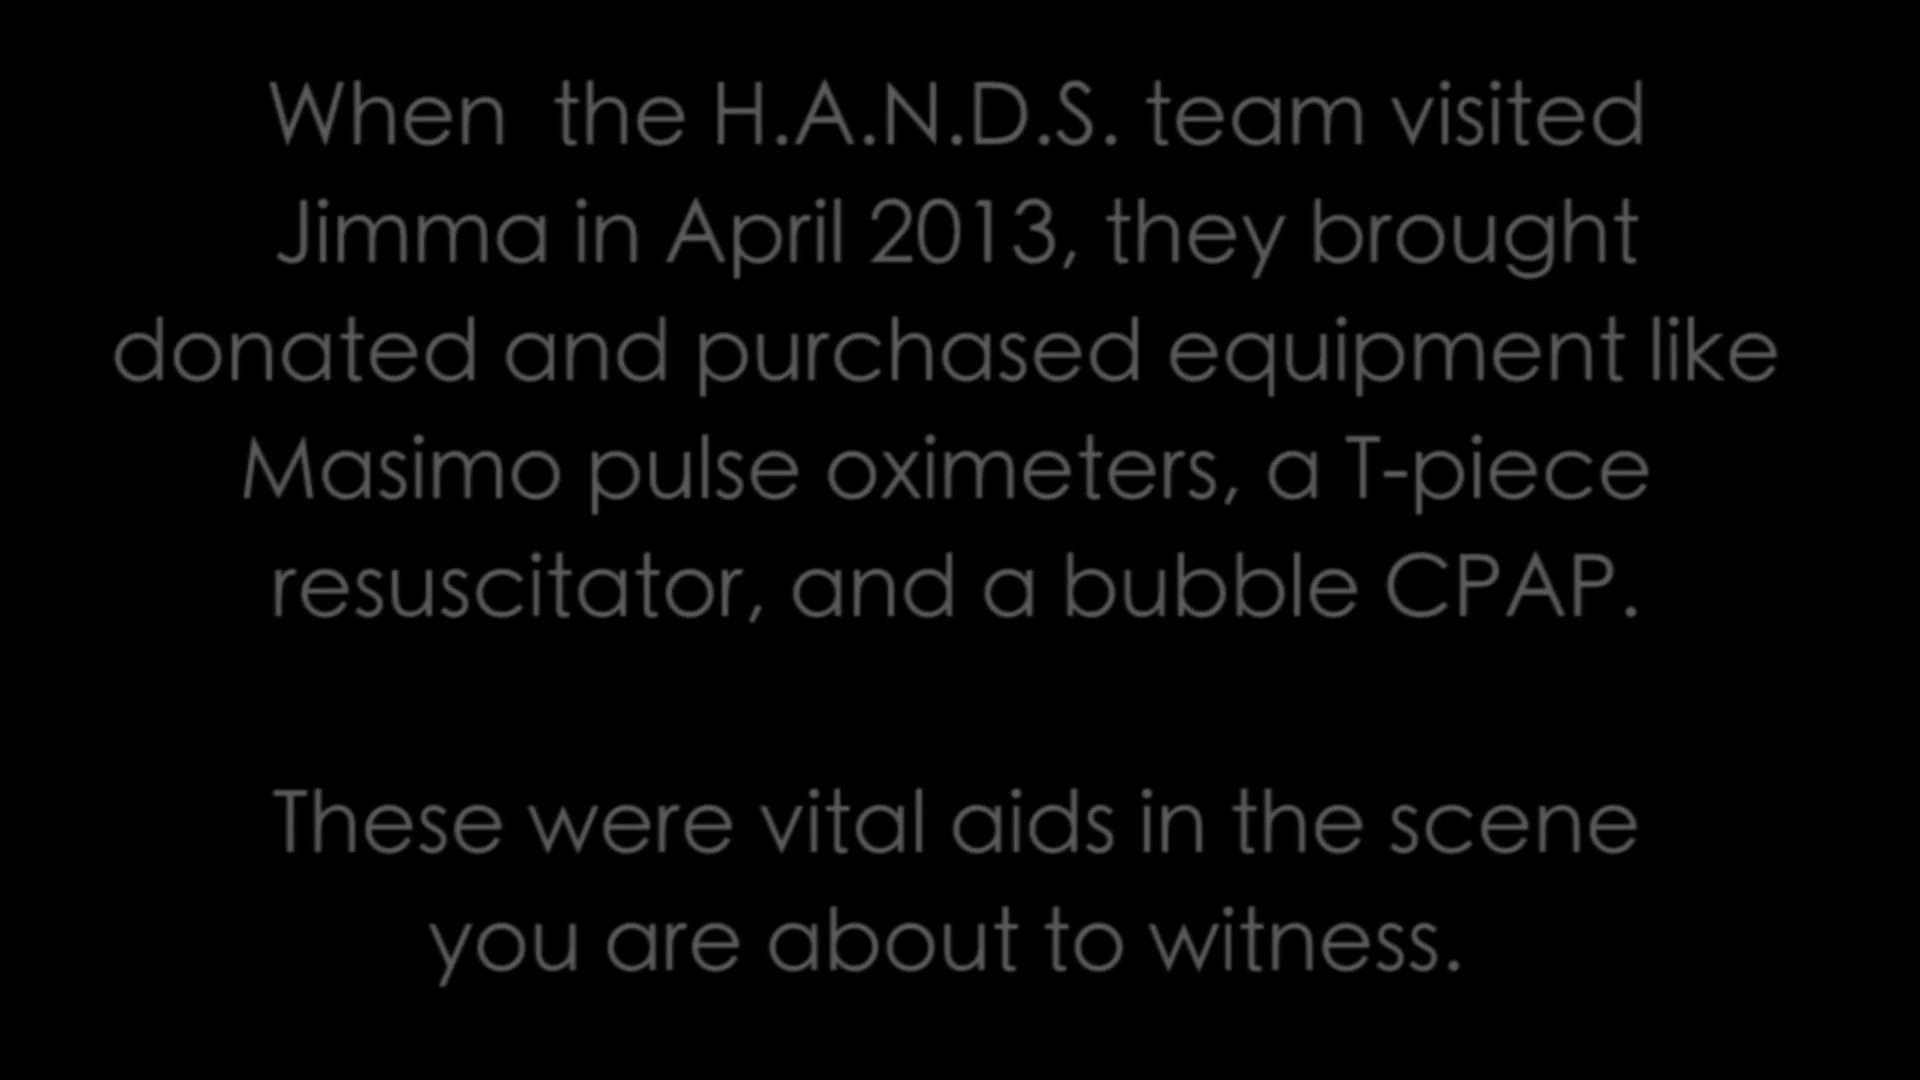 When  the H.A.N.D.S. team visited
Jimma in April 2013, they brought
donated and purchased equipment like
Masimo pulse oximeters, a T-piece
resuscitator, and a bubble CPAP.
These were vital aids in the scene
you are about to witness.